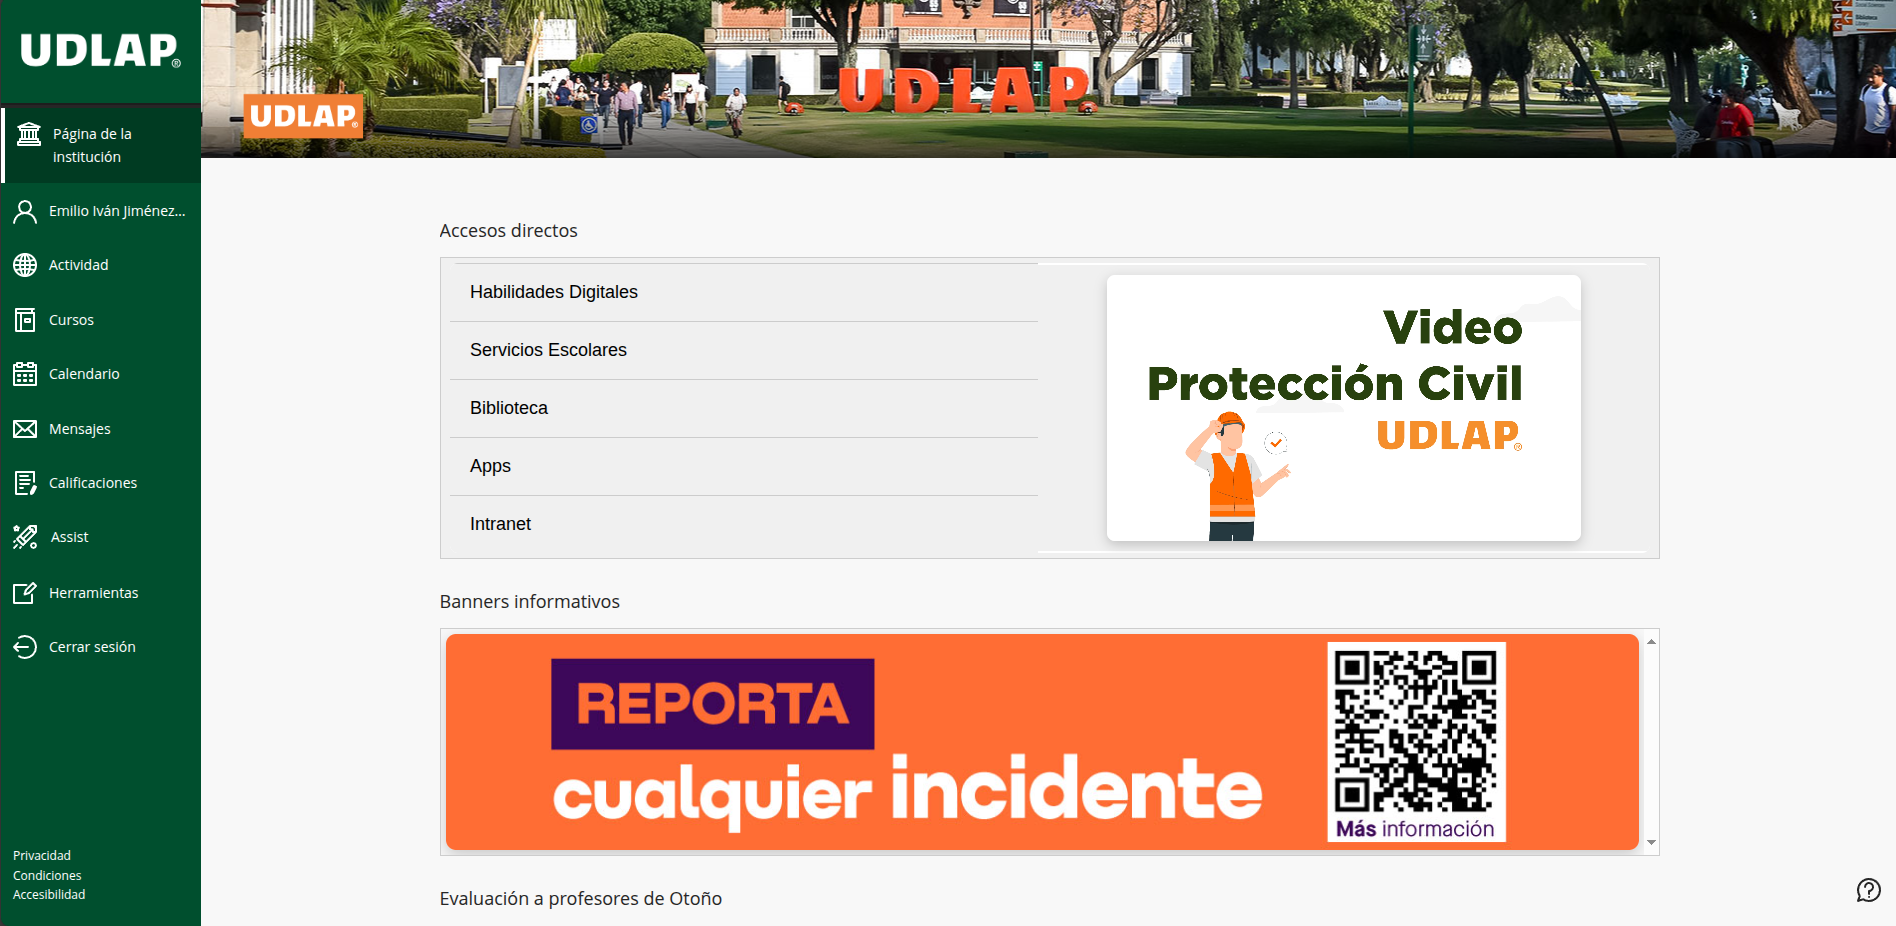 UDLAP®
Página de la
institución
Emilio Iván Jiménez...
Actividad
Cursos
Calendario
Mensajes
Calificaciones
Assist
Herramientas
Cerrar sesión
Privacidad
Condiciones
Accesibilidad
UDLAP®
UDLAP
Accesos directos
Habilidades Digitales
Servicios Escolares
Biblioteca
Apps
Intranet
Video
Protección Civil
UDLAP®
Banners informativos
REPORTA
cualquier incidente
Más información
Evaluación a profesores de Otoño